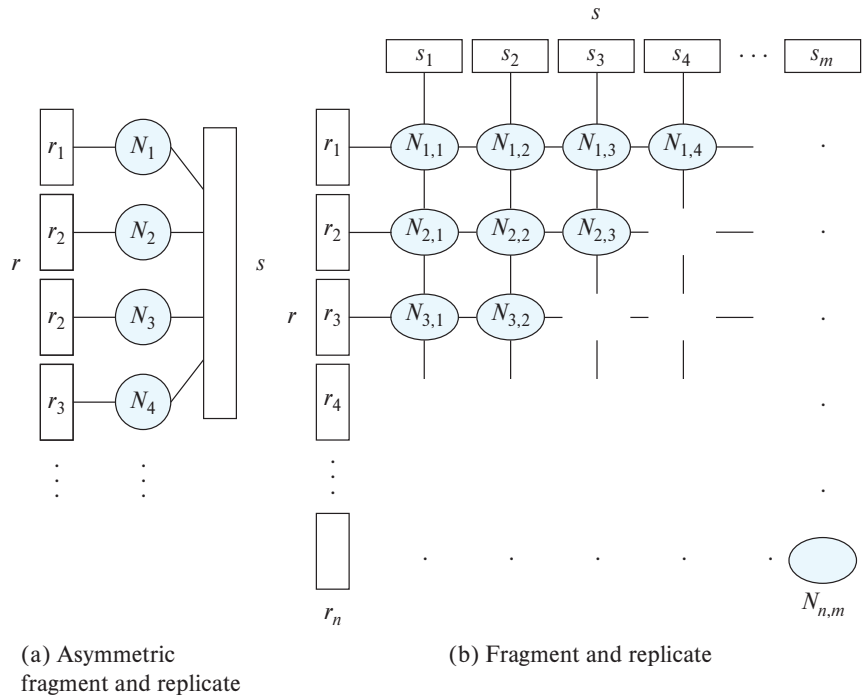 s
s1 s2 s3 s4 · · · sm
r1 N1
r2 N2
r2 N3
r3 N4
r
s
r1 N1,1 N1,2 N1,3 N1,4
r2 N2,1 N2,2 N2,3
r3 N3,1 N3,2
r4
r
rn
Nn,m
(a) Asymmetric
fragment and replicate
(b) Fragment and replicate